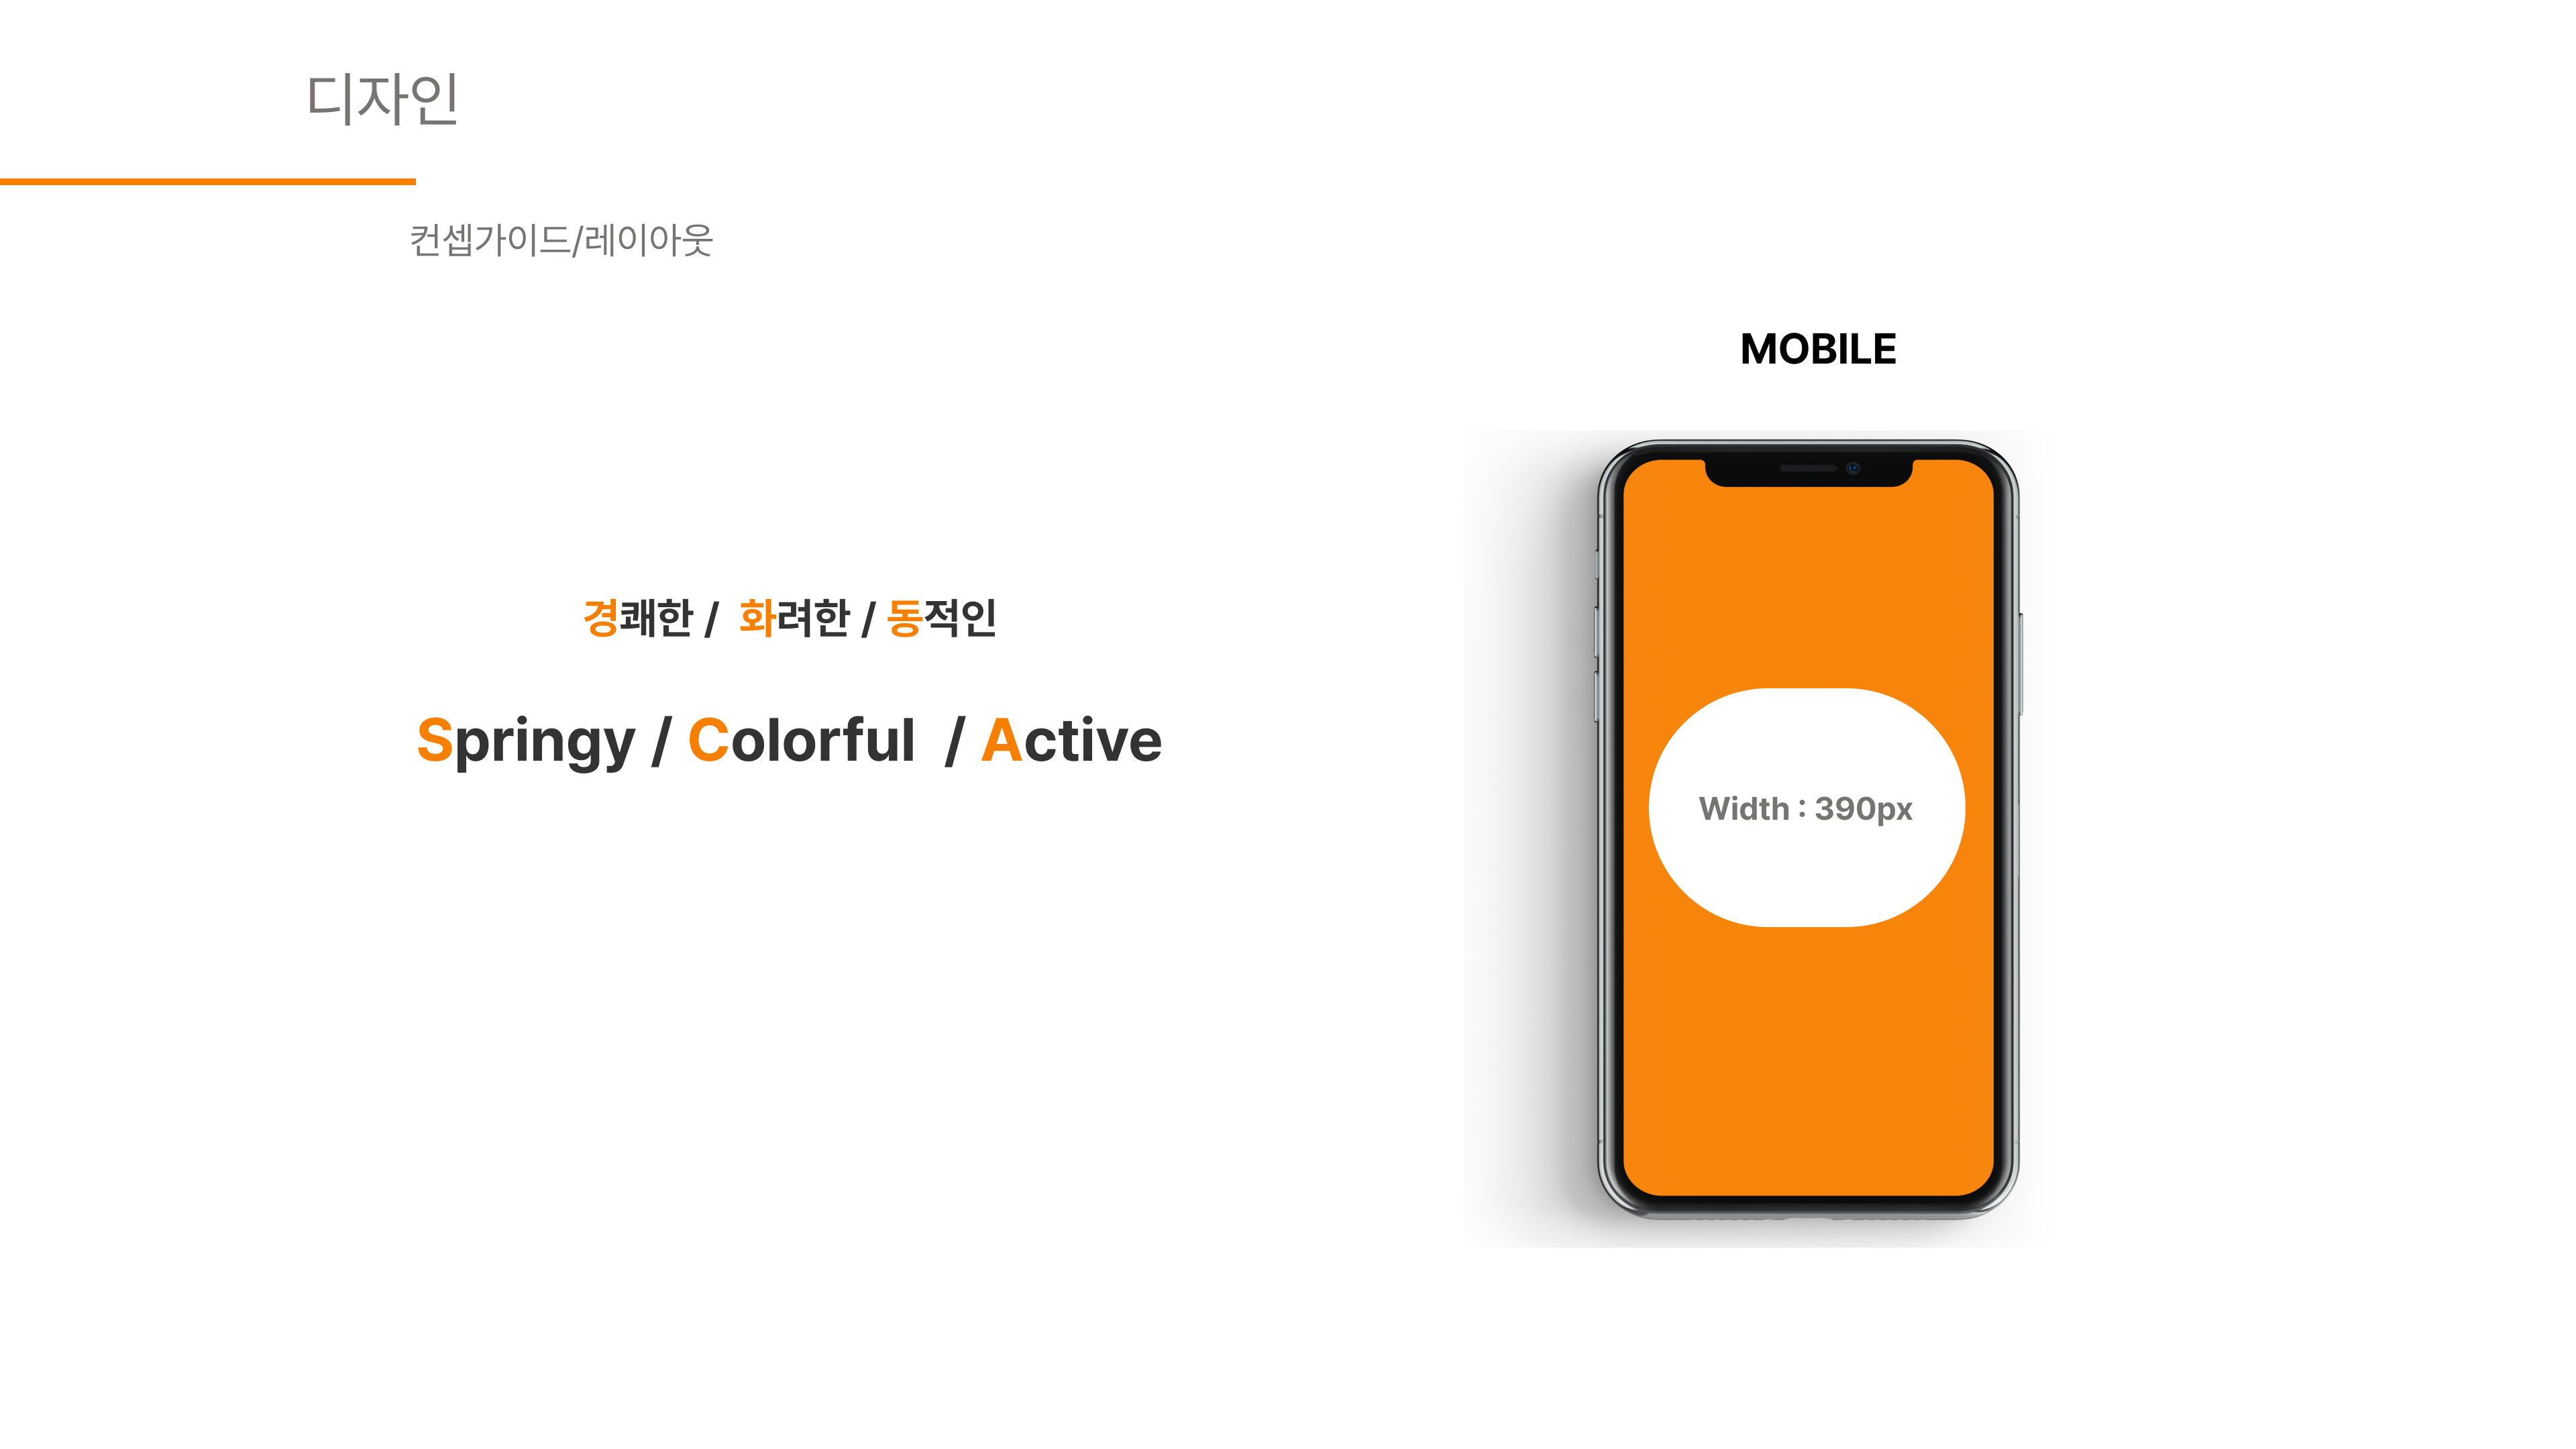 디자인
컨셉가이드/레이아웃
MOBILE
경쾌한 / 화려한 / 동적인
Springy / Colorful / Active
Width : 390px